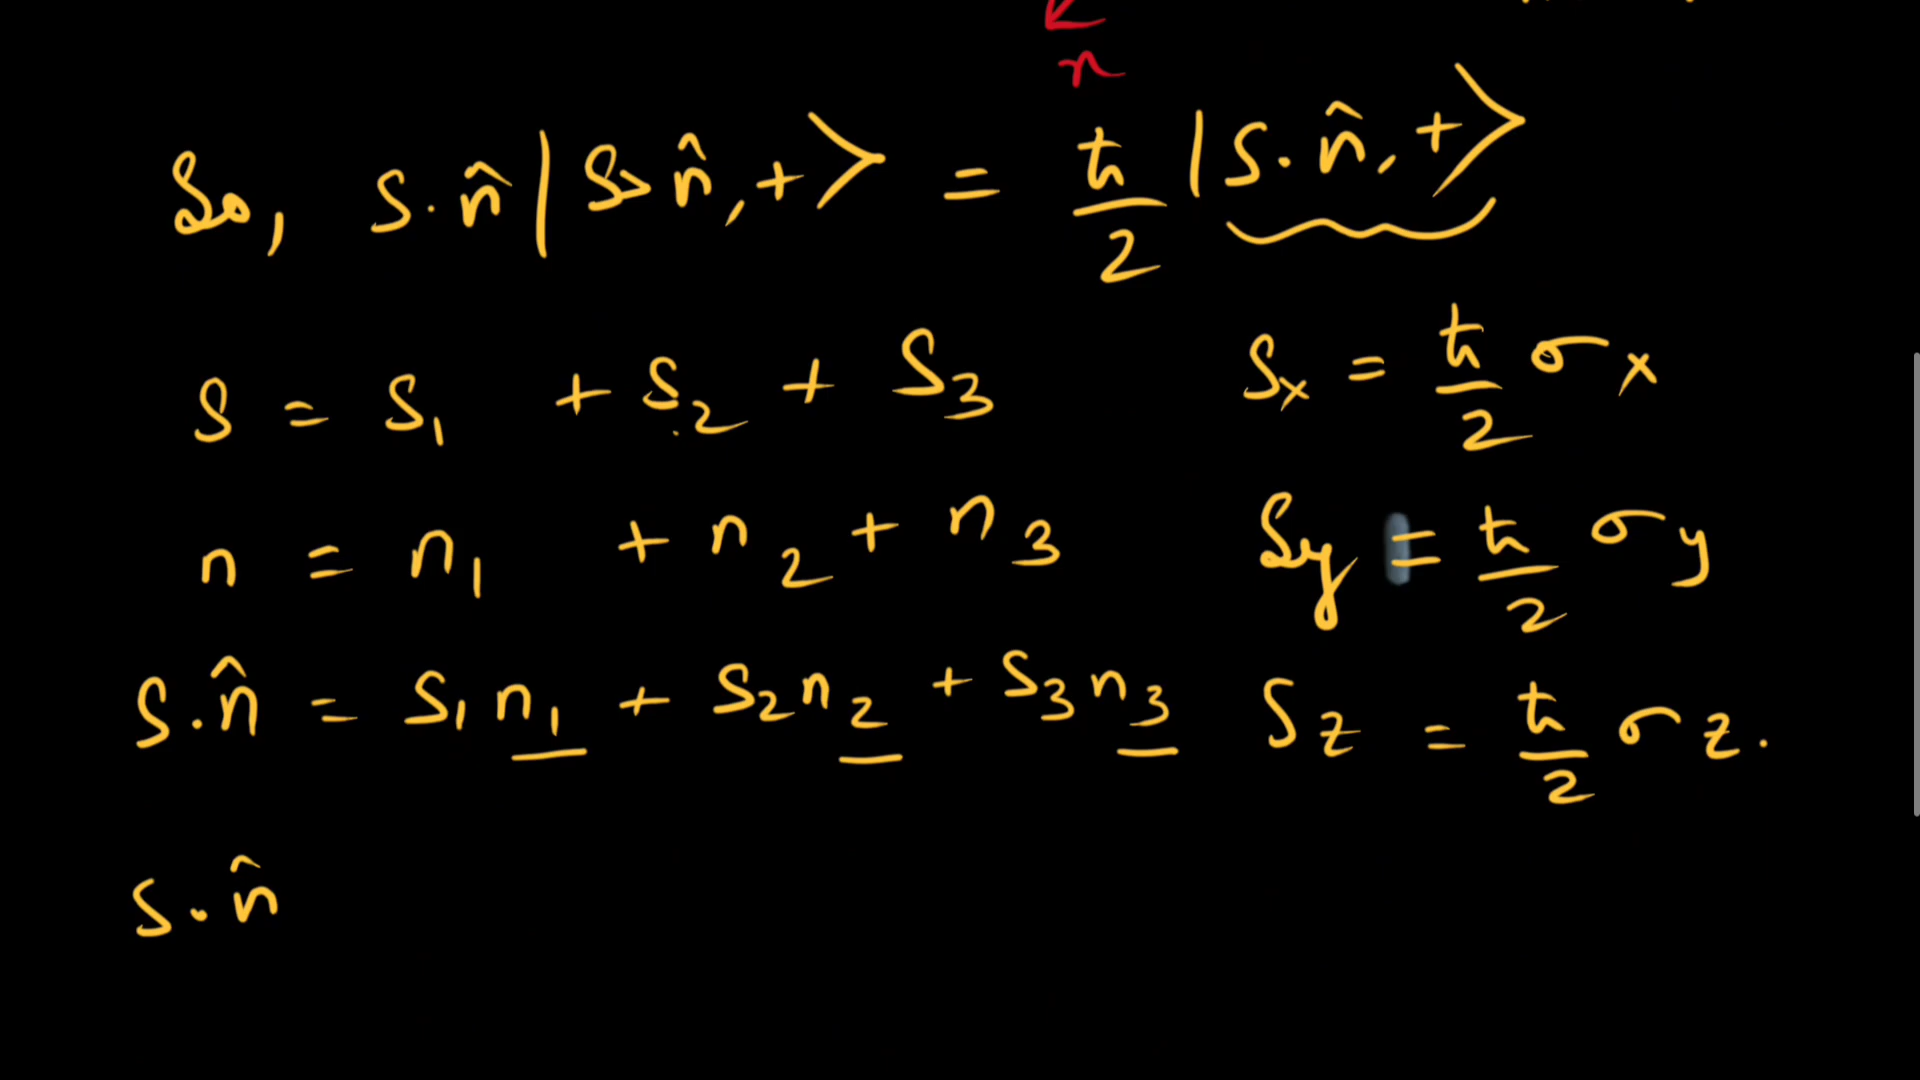 n
So, S·n̂ |S·n̂,+> = ħ/2 |S·n̂,+>
S = S₁ + S₂ + S₃ Sx = ħ/2 σx
n = n₁ + n₂ + n₃ Sy = ħ/2 σy
S·n̂ = S₁n₁ + S₂n₂ + S₃n₃ Sz = ħ/2 σz.
S·n̂